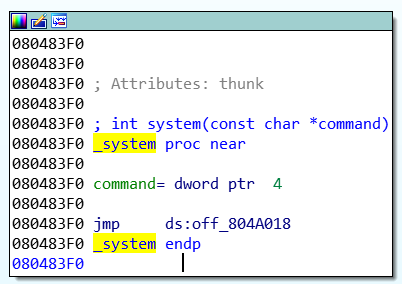 080483F0
080483F0
080483F0 ; Attributes: thunk
080483F0
080483F0 ; int system(const char *command)
080483F0 _system proc near
080483F0
080483F0 command= dword ptr  4
080483F0
080483F0 jmp     ds:off_804A018
080483F0 _system endp
080483F0